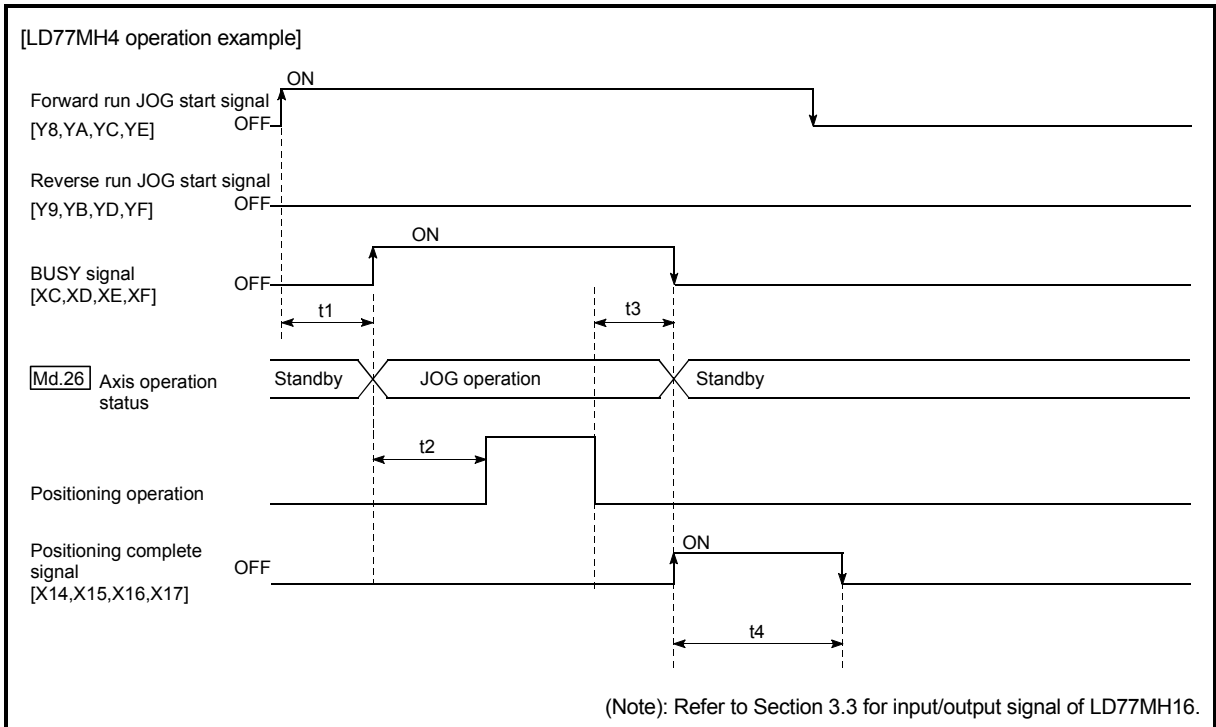 [LD77MH4 operation example]
ON
Forward run JOG start signal
[Y8,YA,YC,YE]
OFF
Reverse run JOG start signal
[Y9,YB,YD,YF]
OFF
ON
BUSY signal
[XC,XD,XE,XF]
OFF
t1
t3
Md.26 Axis operation
status
Standby
JOG operation
Standby
t2
Positioning operation
Positioning complete
signal
[X14,X15,X16,X17]
OFF
ON
t4
(Note): Refer to Section 3.3 for input/output signal of LD77MH16.